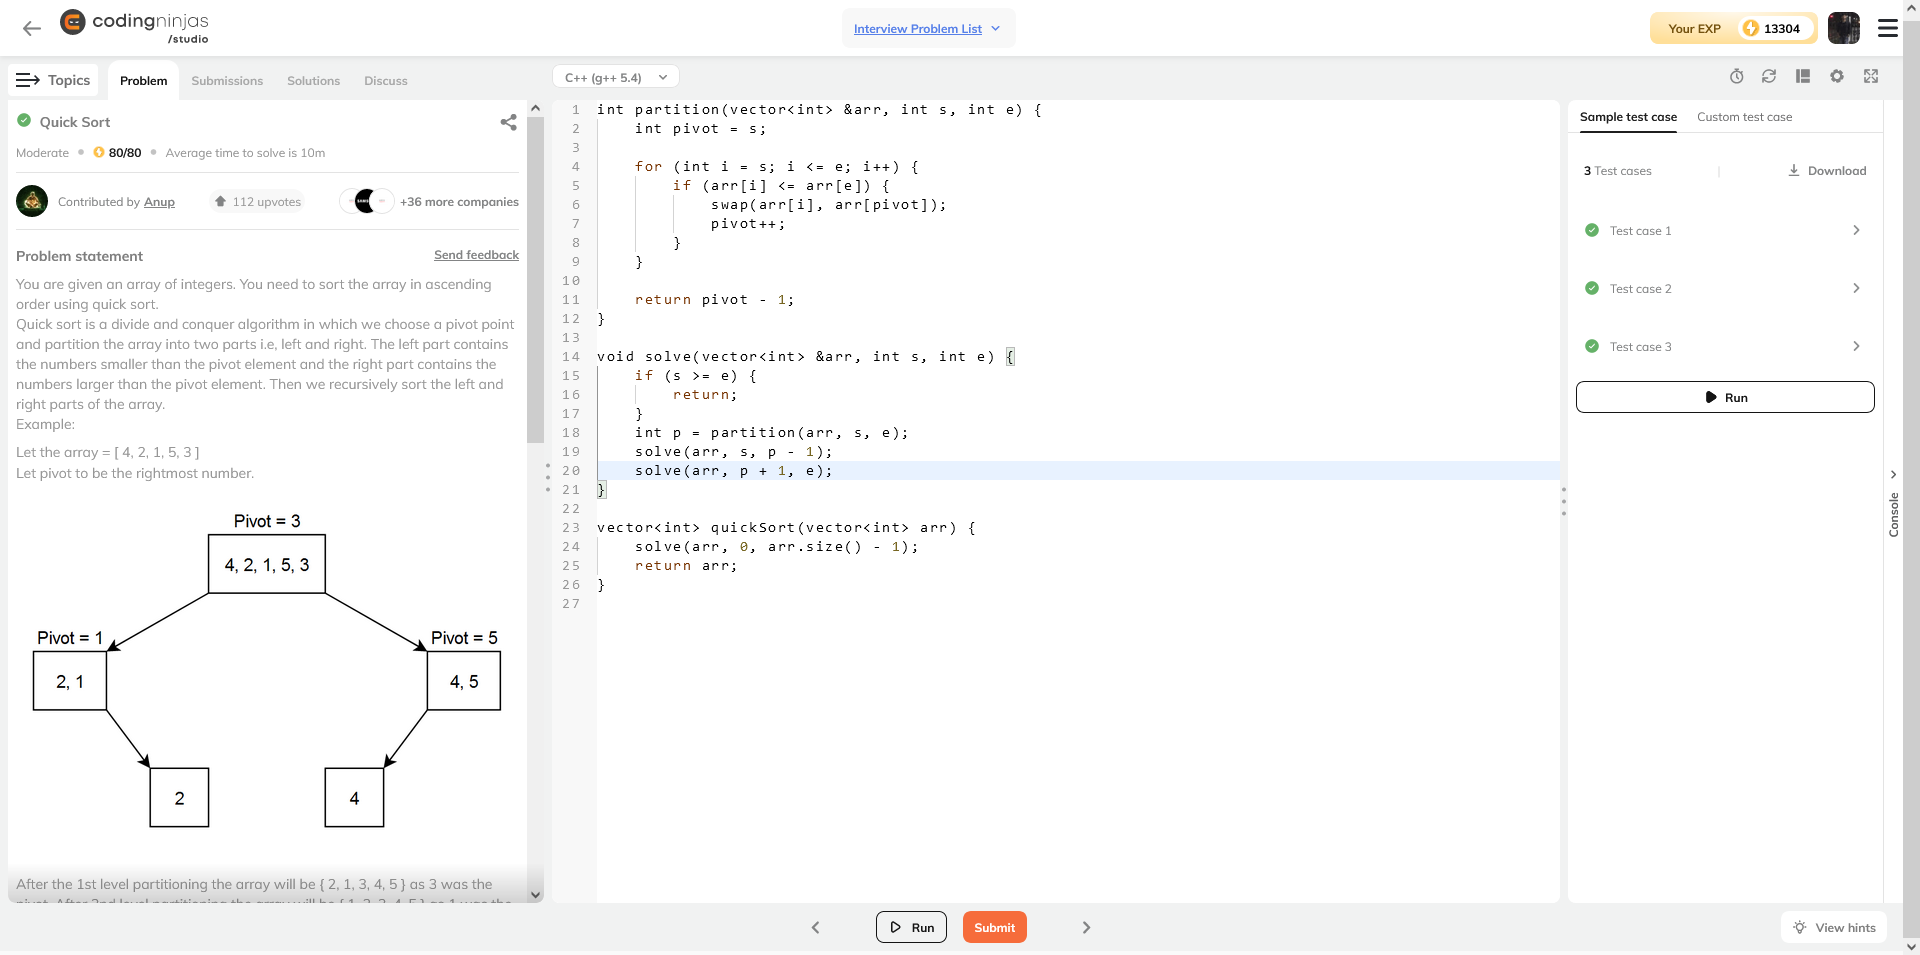 codingninjas
/studio
Interview Problem List
Your EXP 13304
Topics
Problem
Submissions
Solutions
Discuss
Quick Sort
Moderate • 80/80 • Average time to solve is 10m
Contributed by Anup
112 upvotes
+36 more companies
Problem statement
Send feedback
You are given an array of integers. You need to sort the array in ascending
order using quick sort.
Quick sort is a divide and conquer algorithm in which we choose a pivot point
and partition the array into two parts i.e, left and right. The left part contains
the numbers smaller than the pivot element and the right part contains the
numbers larger than the pivot element. Then we recursively sort the left and
right parts of the array.
Example:
Let the array = [ 4, 2, 1, 5, 3 ]
Let pivot to be the rightmost number.
Pivot = 3
4, 2, 1, 5, 3
Pivot = 1
Pivot = 5
2, 1
4, 5
2
4
After the 1st level partitioning the array will be { 2, 1, 3, 4, 5 } as 3 was the
C++ (g++ 5.4)
1 int partition(vector<int> &arr, int s, int e) {
2     int pivot = s;
3
4     for (int i = s; i <= e; i++) {
5         if (arr[i] <= arr[e]) {
6             swap(arr[i], arr[pivot]);
7             pivot++;
8         }
9     }
10
11     return pivot - 1;
12 }
13
14 void solve(vector<int> &arr, int s, int e) {
15     if (s >= e) {
16         return;
17     }
18     int p = partition(arr, s, e);
19     solve(arr, s, p - 1);
20     solve(arr, p + 1, e);
21 }
22
23 vector<int> quickSort(vector<int> arr) {
24     solve(arr, 0, arr.size() - 1);
25     return arr;
26 }
27
Sample test case
Custom test case
3 Test cases
Download
Test case 1
Test case 2
Test case 3
Run
Console
Run
Submit
View hints